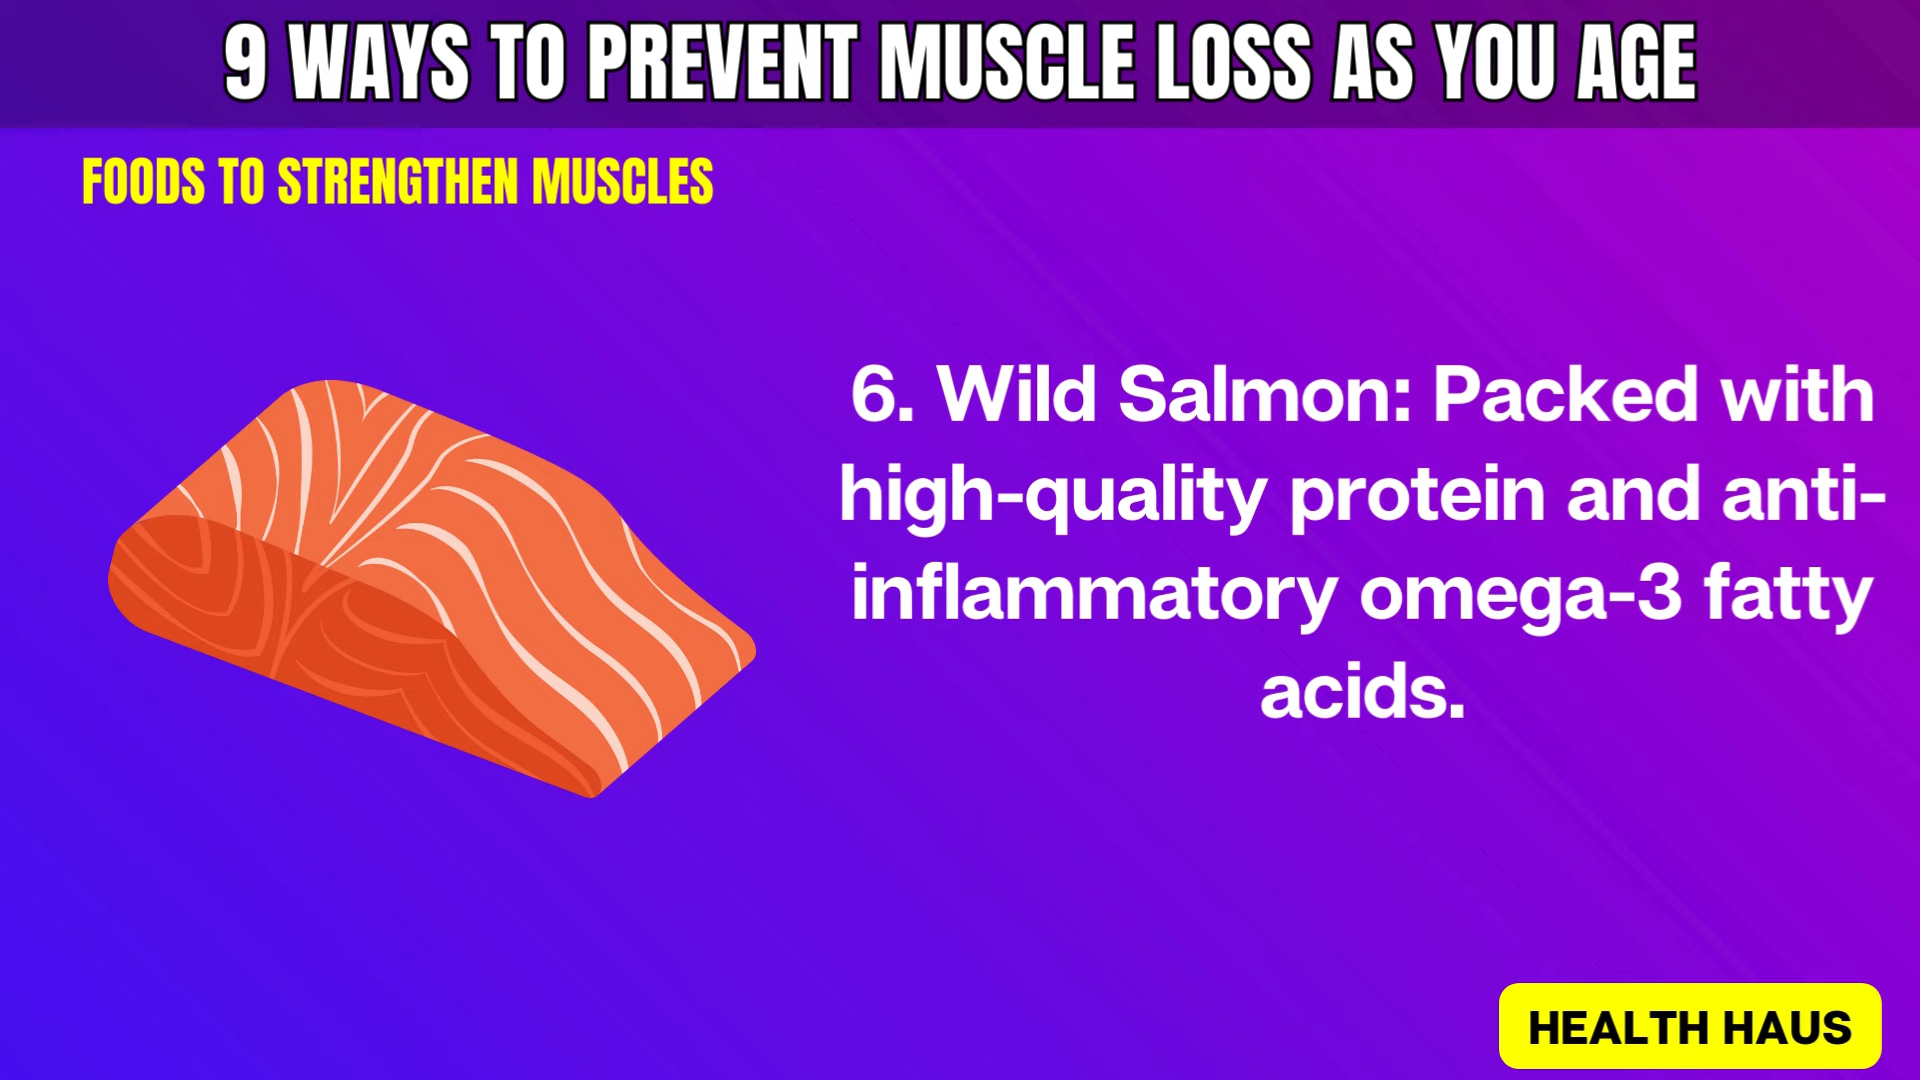 9 WAYS TO PREVENT MUSCLE LOSS AS YOU AGE
FOODS TO STRENGTHEN MUSCLES
6. Wild Salmon: Packed with
high-quality protein and anti-
inflammatory omega-3 fatty
acids.
HEALTH HAUS